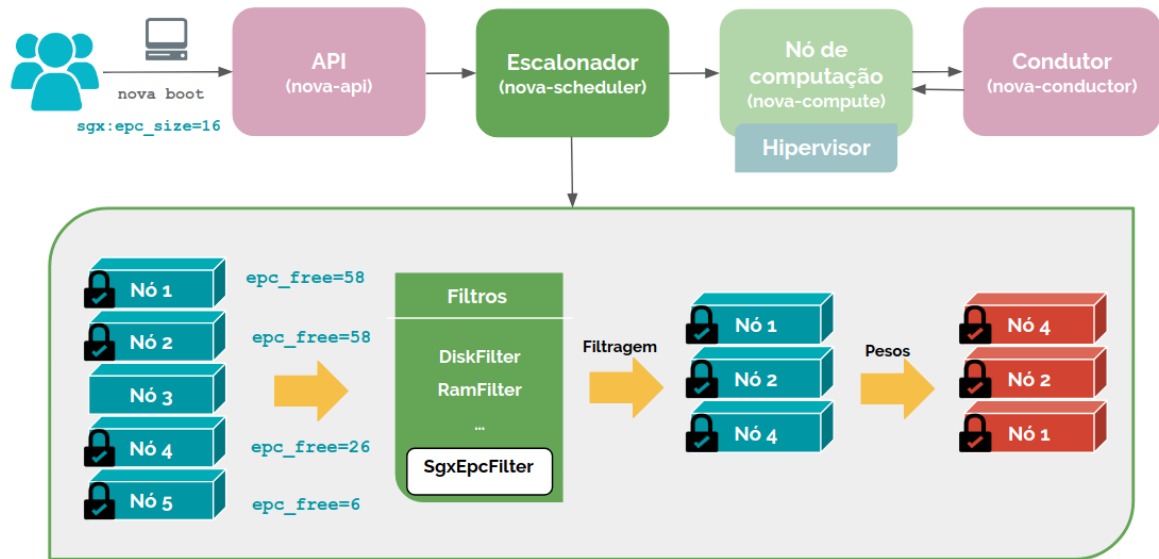 nova boot
sgx:epc_size=16
API
(nova-api)
Escalonador
(nova-scheduler)
Nó de
computação
(nova-compute)
Hipervisor
Condutor
(nova-conductor)
Nó 1
Nó 2
Nó 3
Nó 4
Nó 5
epc_free=58
epc_free=58
epc_free=26
epc_free=6
Filtros
DiskFilter
RamFilter
...
SgxEpcFilter
Filtragem
Nó 1
Nó 2
Nó 4
Pesos
Nó 4
Nó 2
Nó 1